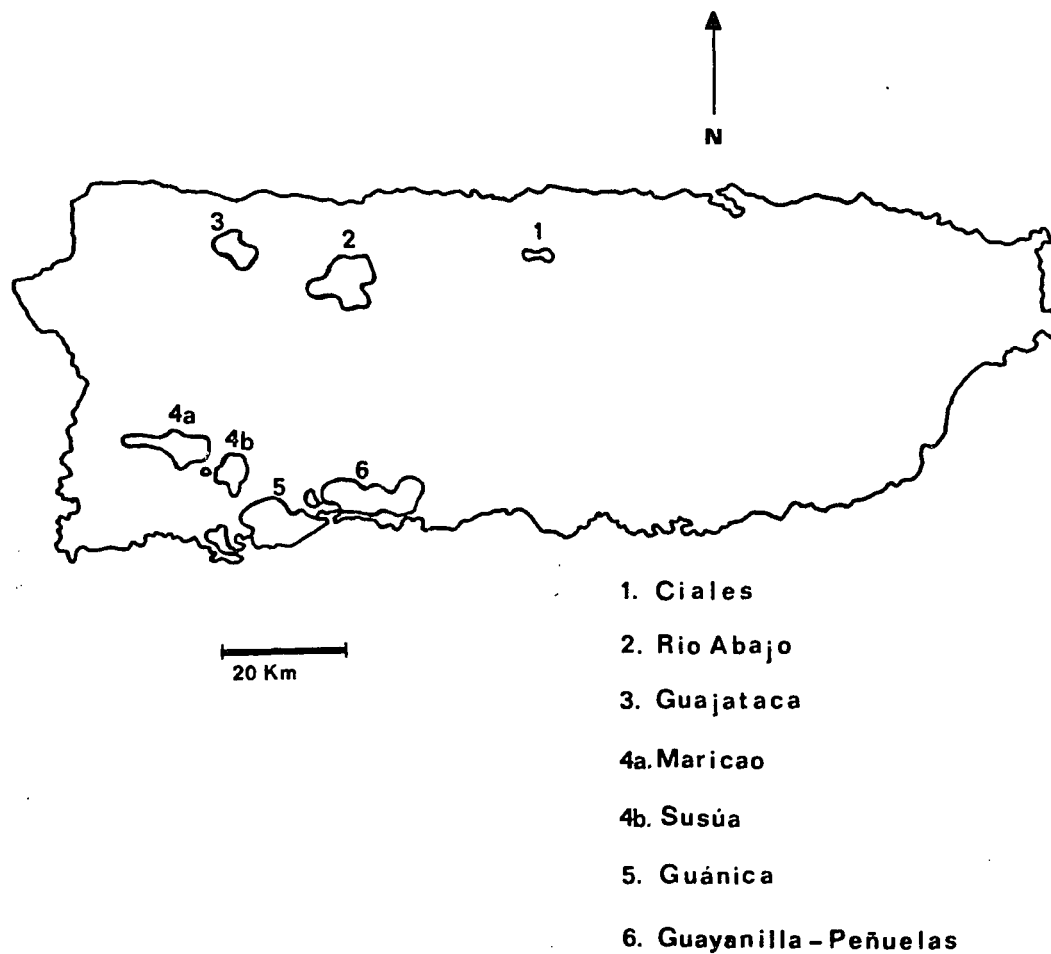 N
3
2
1
4a
4b
5
6
20 Km
1. Ciales
2. Rio Abajo
3. Guajataca
4a. Maricao
4b. Susúa
5. Guánica
6. Guayanilla – Peñuelas